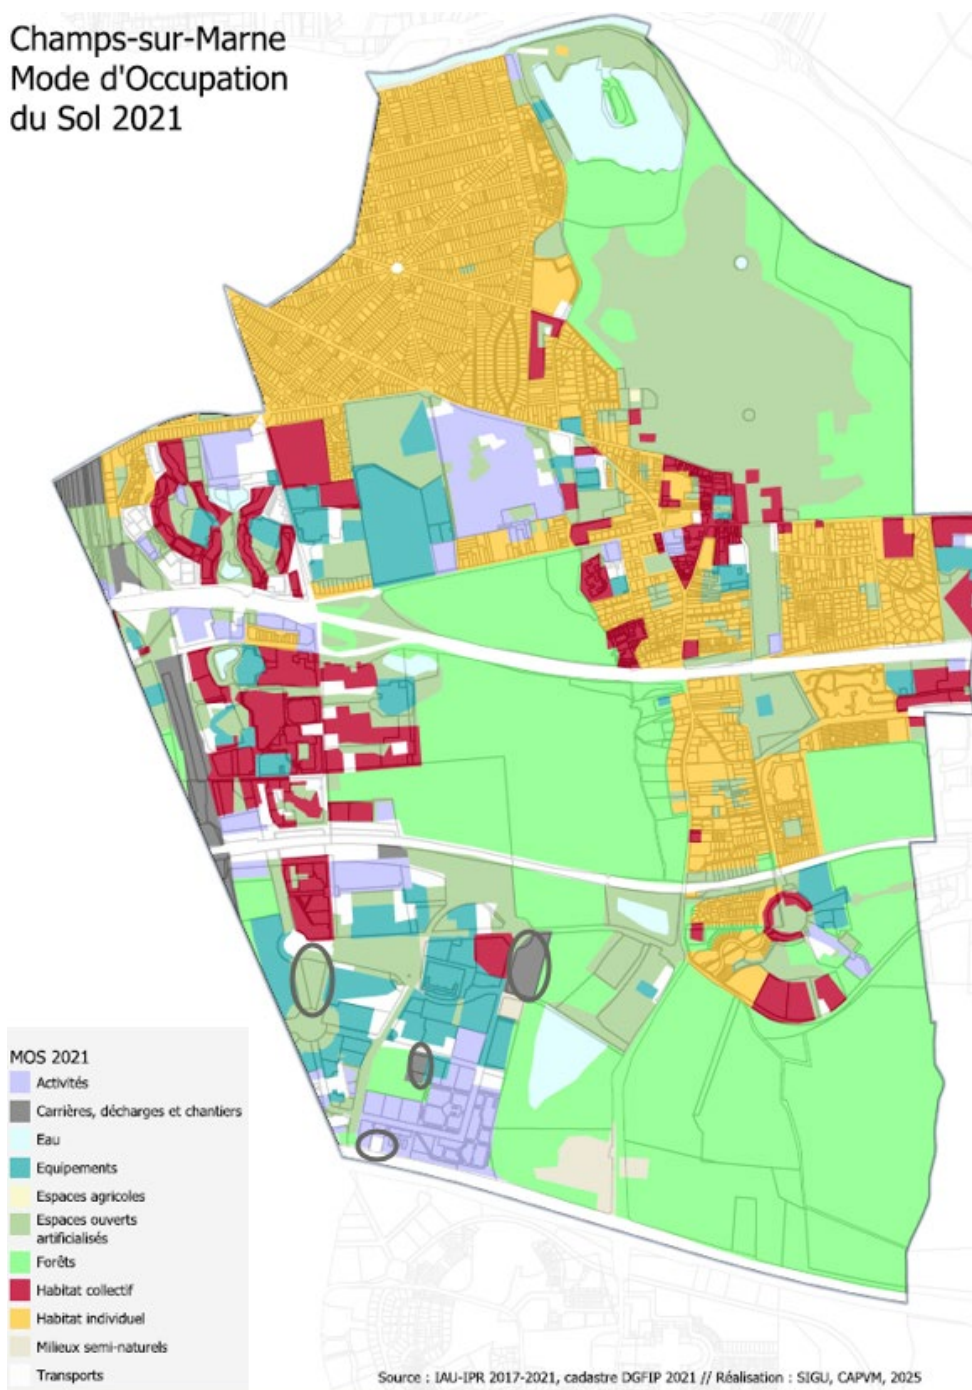 Champs-sur-Marne
Mode d'Occupation
du Sol 2021
MOS 2021
Activités
Carrières, décharges et chantiers
Eau
Equipements
Espaces agricoles
Espaces ouverts
artificialisés
Forêts
Habitat collectif
Habitat individuel
Milieux semi-naturels
Transports
Source : IAU-IPR 2017-2021, cadastre DGFIP 2021 // Réalisation : SIGU, CAPVM, 2025